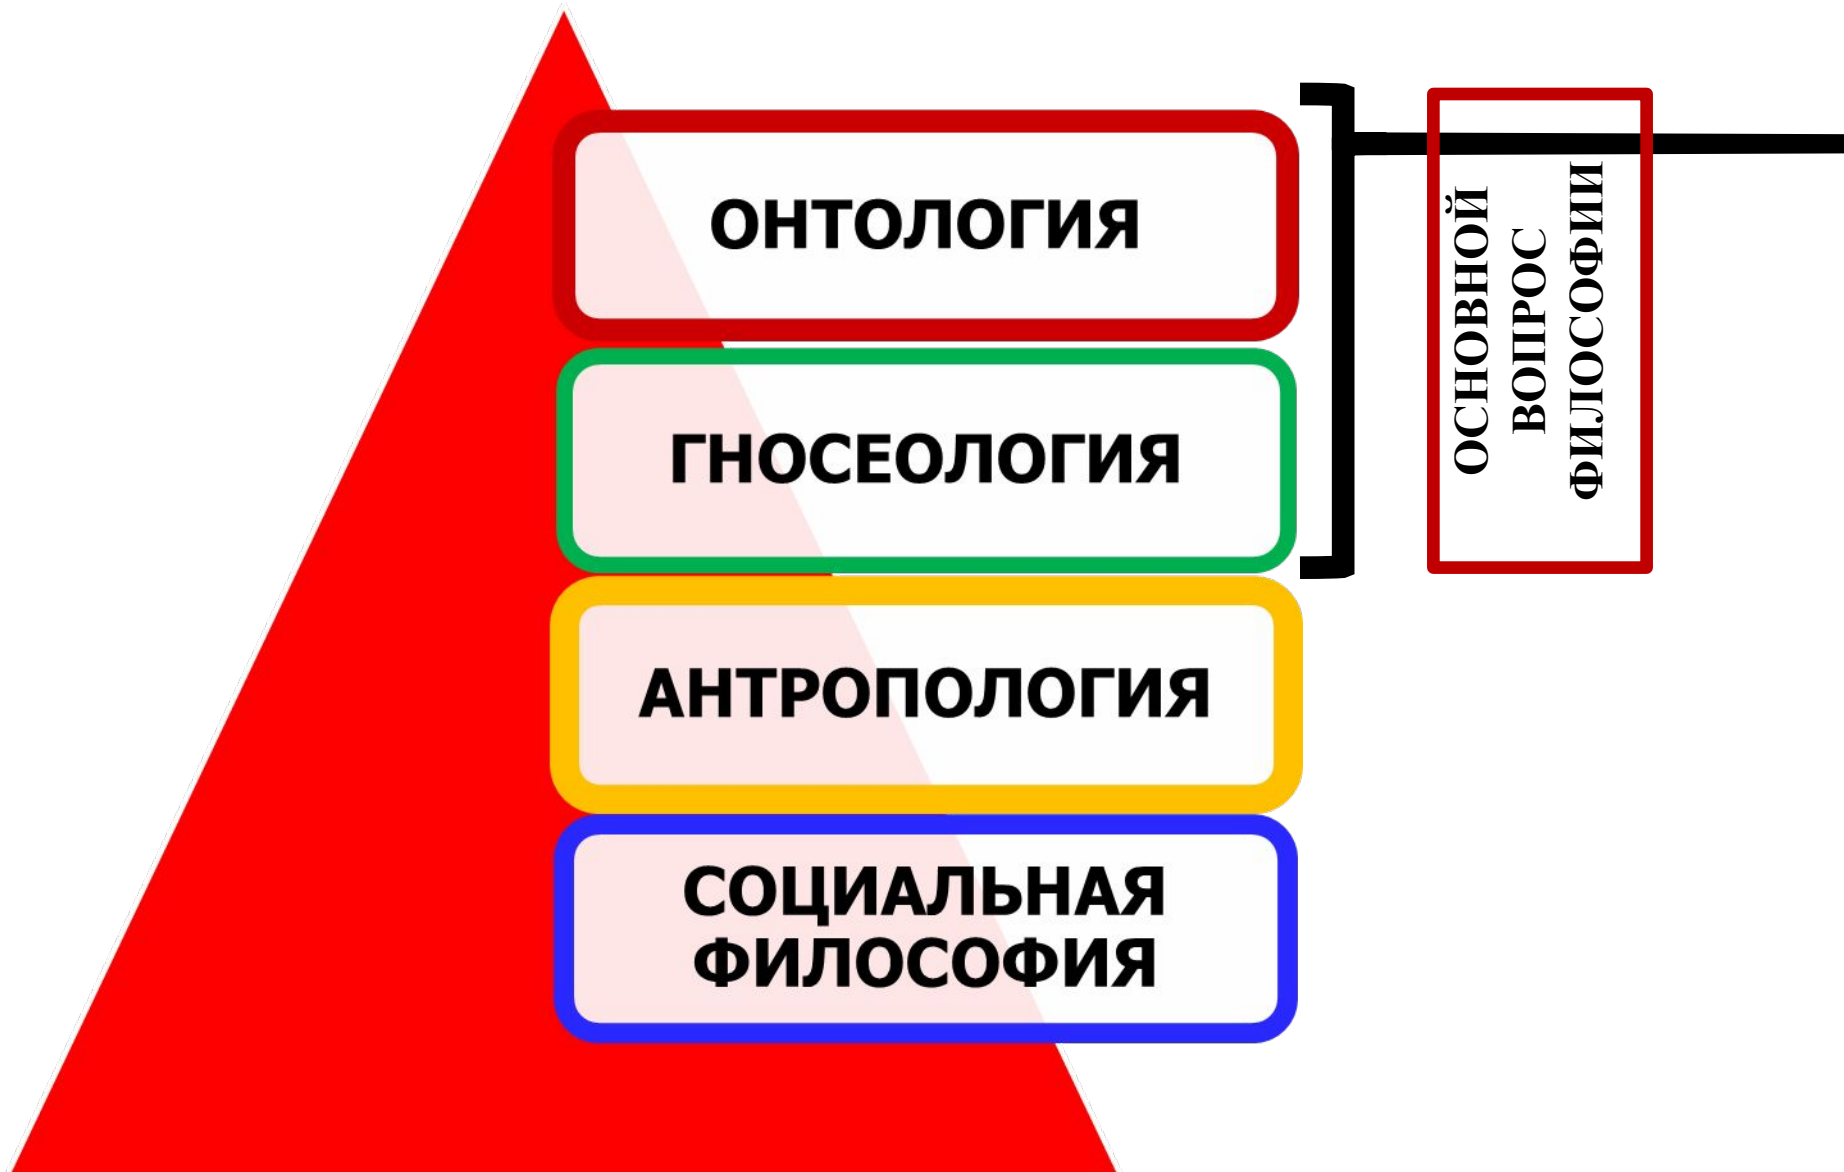 ОНТОЛОГИЯ
ГНОСЕОЛОГИЯ
АНТРОПОЛОГИЯ
СОЦИАЛЬНАЯ
ФИЛОСОФИЯ
ОСНОВНОЙ
ВОПРОС
ФИЛОСОФИИ